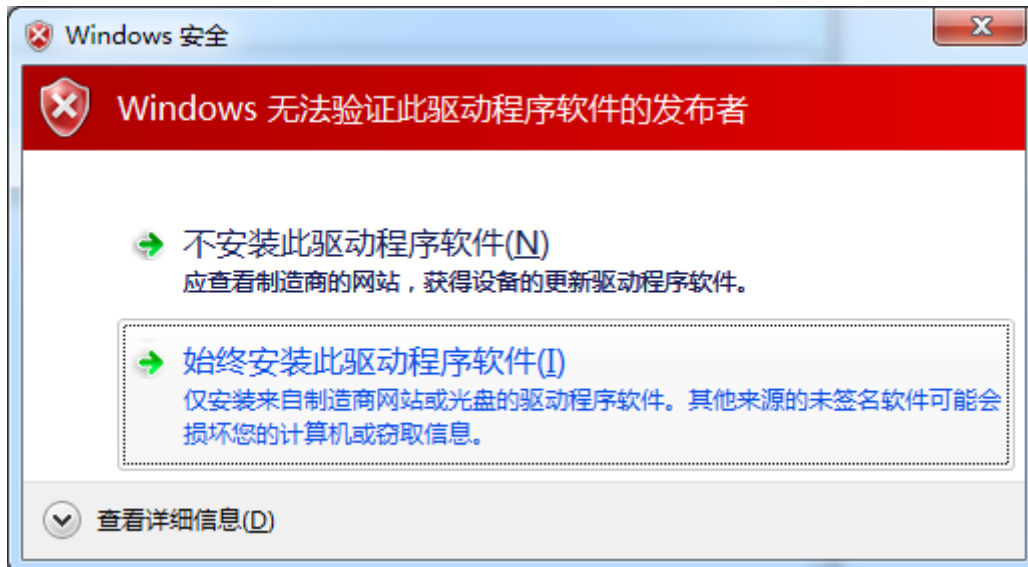 Windows 安全
Windows 无法验证此驱动程序软件的发布者
不安装此驱动程序软件(N)
应查看制造商的网站，获得设备的更新驱动程序软件。
始终安装此驱动程序软件(I)
仅安装来自制造商网站或光盘的驱动程序软件。其他来源的未签名软件可能会
损坏您的计算机或窃取信息。
查看详细信息(D)